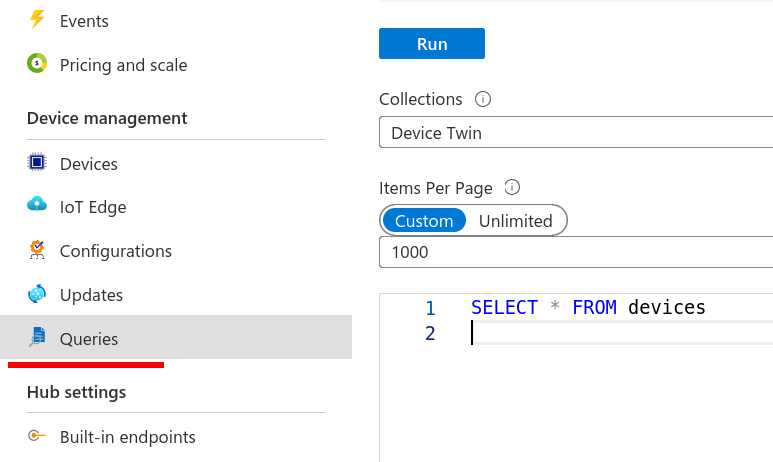 Events
Pricing and scale
Device management
Devices
IoT Edge
Configurations
Updates
Queries
Hub settings
Built-in endpoints
Run
Collections
Device Twin
Items Per Page
Custom Unlimited
1000
1 SELECT * FROM devices
2